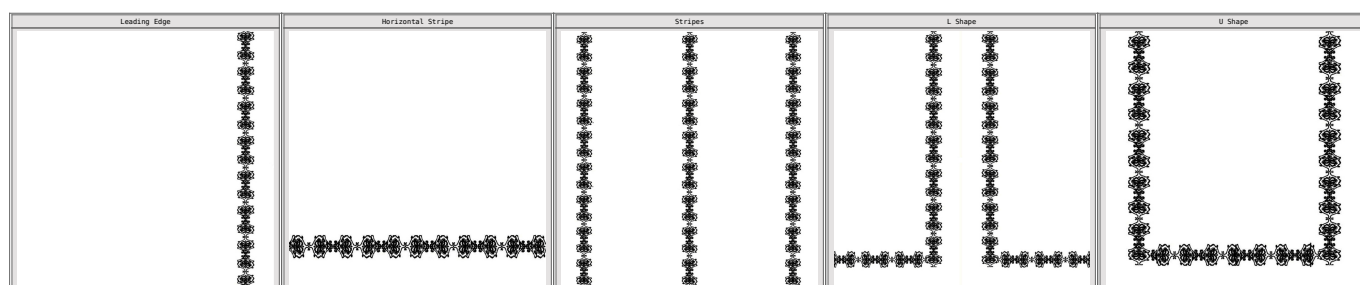 Leading Edge
Horizontal Stripe
Stripes
L Shape
U Shape